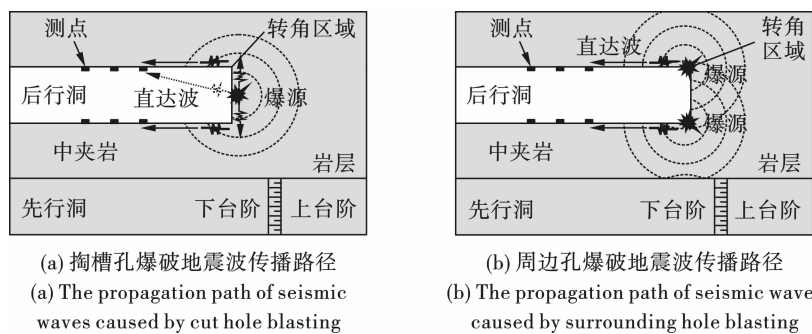 测点
转角区域
后行洞
直达波
爆源
中夹岩
岩层
先行洞
下台阶
上台阶
(a) 掏槽孔爆破地震波传播路径
(a) The propagation path of seismic
waves caused by cut hole blasting
测点
直达波
转角
区域
爆源
后行洞
爆源
中夹岩
岩层
先行洞
下台阶
上台阶
(b) 周边孔爆破地震波传播路径
(b) The propagation path of seismic wave
caused by surrounding hole blasting